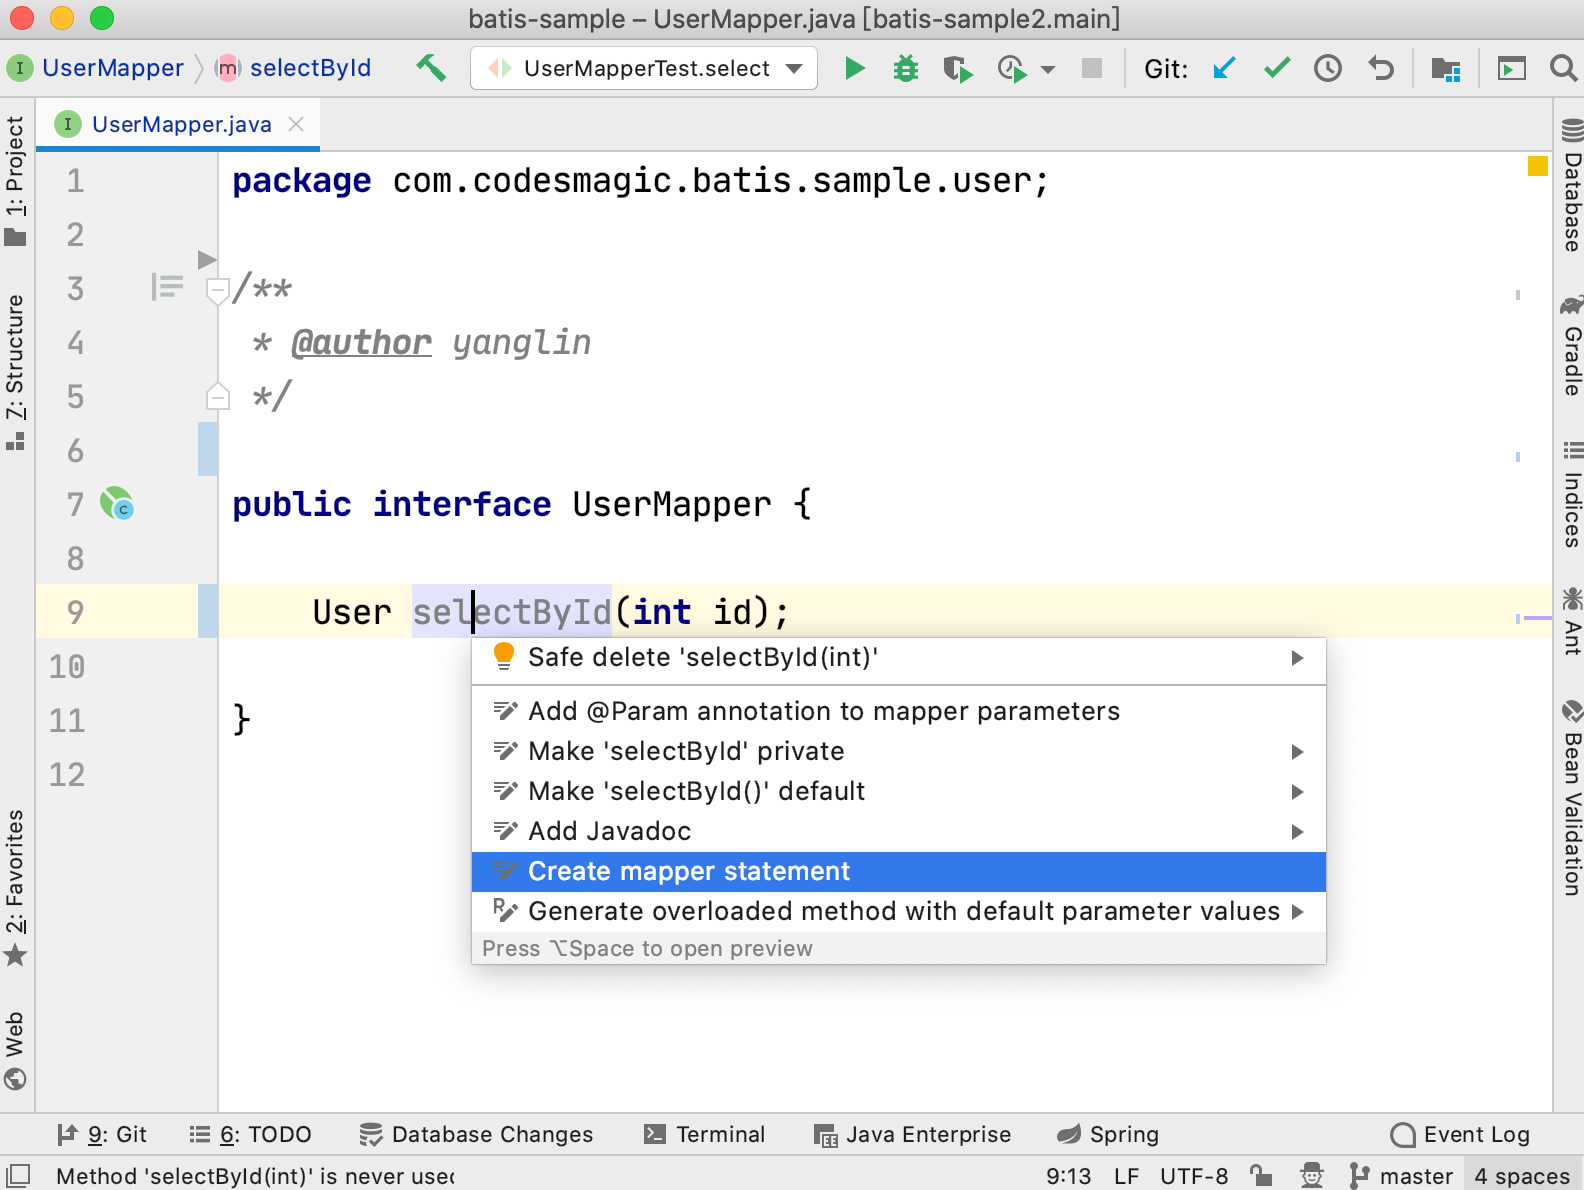 batis-sample – UserMapper.java [batis-sample2.main]
I UserMapper m selectById UserMapperTest.select Git:
I UserMapper.java
1: Project
7: Structure
2: Favorites
Web
1 package com.codesmagic.batis.sample.user;
2
3 /**
4 * @author yanglin
5 */
6
7 public interface UserMapper {
8
9 User selectById(int id);
10
11 }
12
Safe delete 'selectById(int)'
Add @Param annotation to mapper parameters
Make 'selectById' private
Make 'selectById()' default
Add Javadoc
Create mapper statement
Generate overloaded method with default parameter values
Press ⌥Space to open preview
Database
Gradle
Indices
Ant
Bean Validation
9: Git 6: TODO Database Changes Terminal Java Enterprise Spring Event Log
Method 'selectById(int)' is never used 9:13 LF UTF-8 master 4 spaces